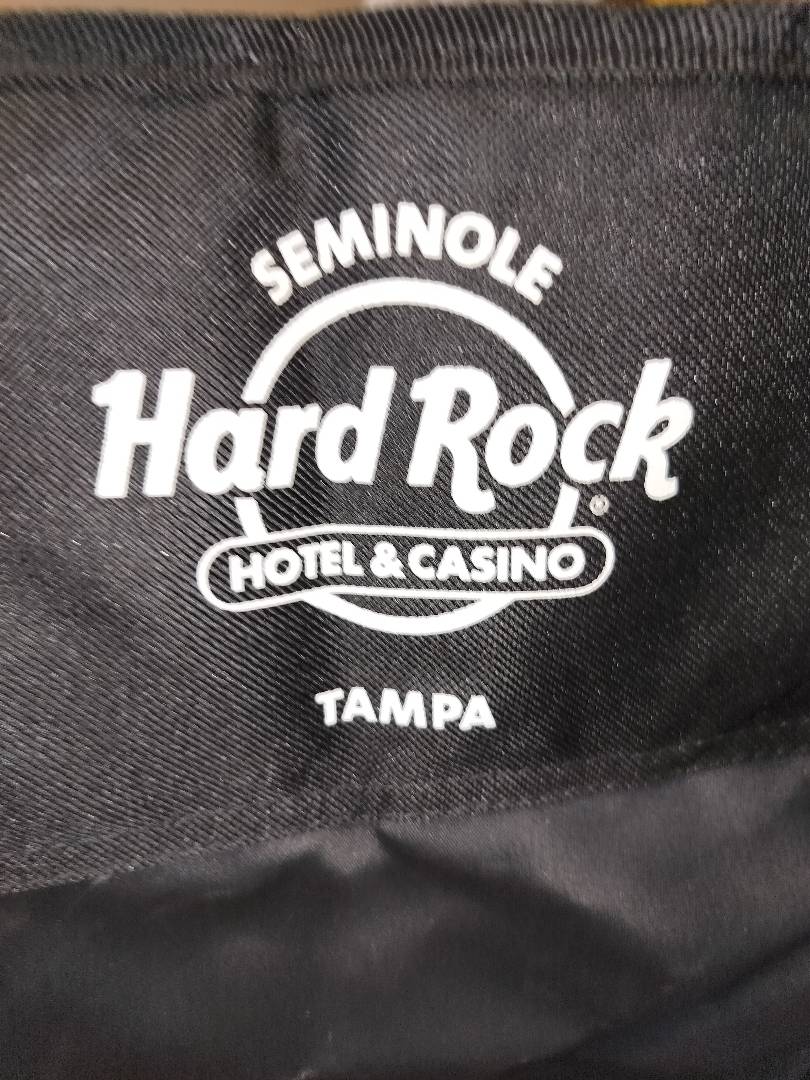 SEMINOLE
Hard Rock®
HOTEL & CASINO
TAMPA